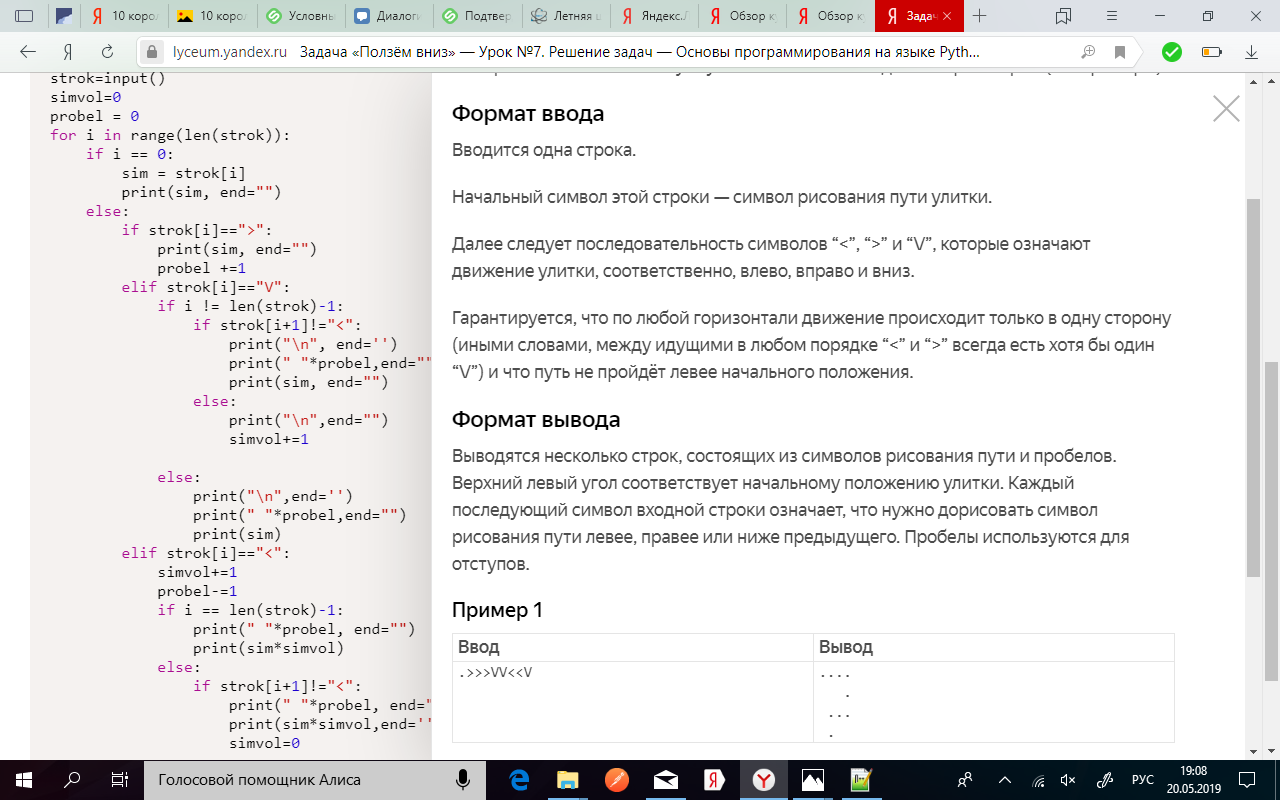 10 корол
10 корол
Условны
Диалоги
Подтвер
Летняя ш
Яндекс.Л
Обзор ку
Обзор ку
Задач
lyceum.yandex.ru Задача «Ползём вниз» — Урок №7. Решение задач — Основы программирования на языке Pyth...
strok=input()
simvol=0
probel = 0
for i in range(len(strok)):
    if i == 0:
        sim = strok[i]
        print(sim, end="")
    else:
        if strok[i]==">":
            print(sim, end="")
            probel +=1
        elif strok[i]=="V":
            if i != len(strok)-1:
                if strok[i+1]!="<":
                    print("\n", end='')
                    print(" "*probel,end=""
                    print(sim, end="")
                else:
                    print("\n",end="")
                    simvol+=1
            else:
                print("\n",end='')
                print(" "*probel,end="")
                print(sim)
        elif strok[i]=="<":
            simvol+=1
            probel-=1
            if i == len(strok)-1:
                print(" "*probel, end="")
                print(sim*simvol)
            else:
                if strok[i+1]!="<":
                    print(" "*probel, end="
                    print(sim*simvol,end=''
                    simvol=0
Формат ввода
Вводится одна строка.
Начальный символ этой строки — символ рисования пути улитки.
Далее следует последовательность символов “<”, “>” и “V”, которые означают
движение улитки, соответственно, влево, вправо и вниз.
Гарантируется, что по любой горизонтали движение происходит только в одну сторону
(иными словами, между идущими в любом порядке “<” и “>” всегда есть хотя бы один
“V”) и что путь не пройдёт левее начального положения.
Формат вывода
Выводятся несколько строк, состоящих из символов рисования пути и пробелов.
Верхний левый угол соответствует начальному положению улитки. Каждый
последующий символ входной строки означает, что нужно дорисовать символ
рисования пути левее, правее или ниже предыдущего. Пробелы используются для
отступов.
Пример 1
Ввод Вывод
.>>>VV<<V ....
   .
 ...
 .
Голосовой помощник Алиса
РУС
19:08
20.05.2019